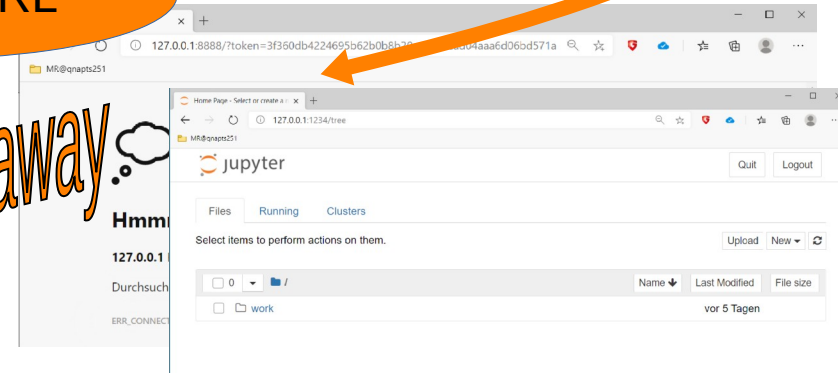 RE
127.0.0.1:8888/?token=3f360db4224695b62b0b8b
d04aaa6d06bd571a
MR@qnapts251
away
Home Page - Select or create a n
127.0.0.1:1234/tree
MR@qnapts251
jupyter
Quit
Logout
Files
Running
Clusters
Select items to perform actions on them.
Upload
New
0
/
Name
Last Modified
File size
work
vor 5 Tagen
Hmm
127.0.0.1
Durchsuch
ERR_CONNECT